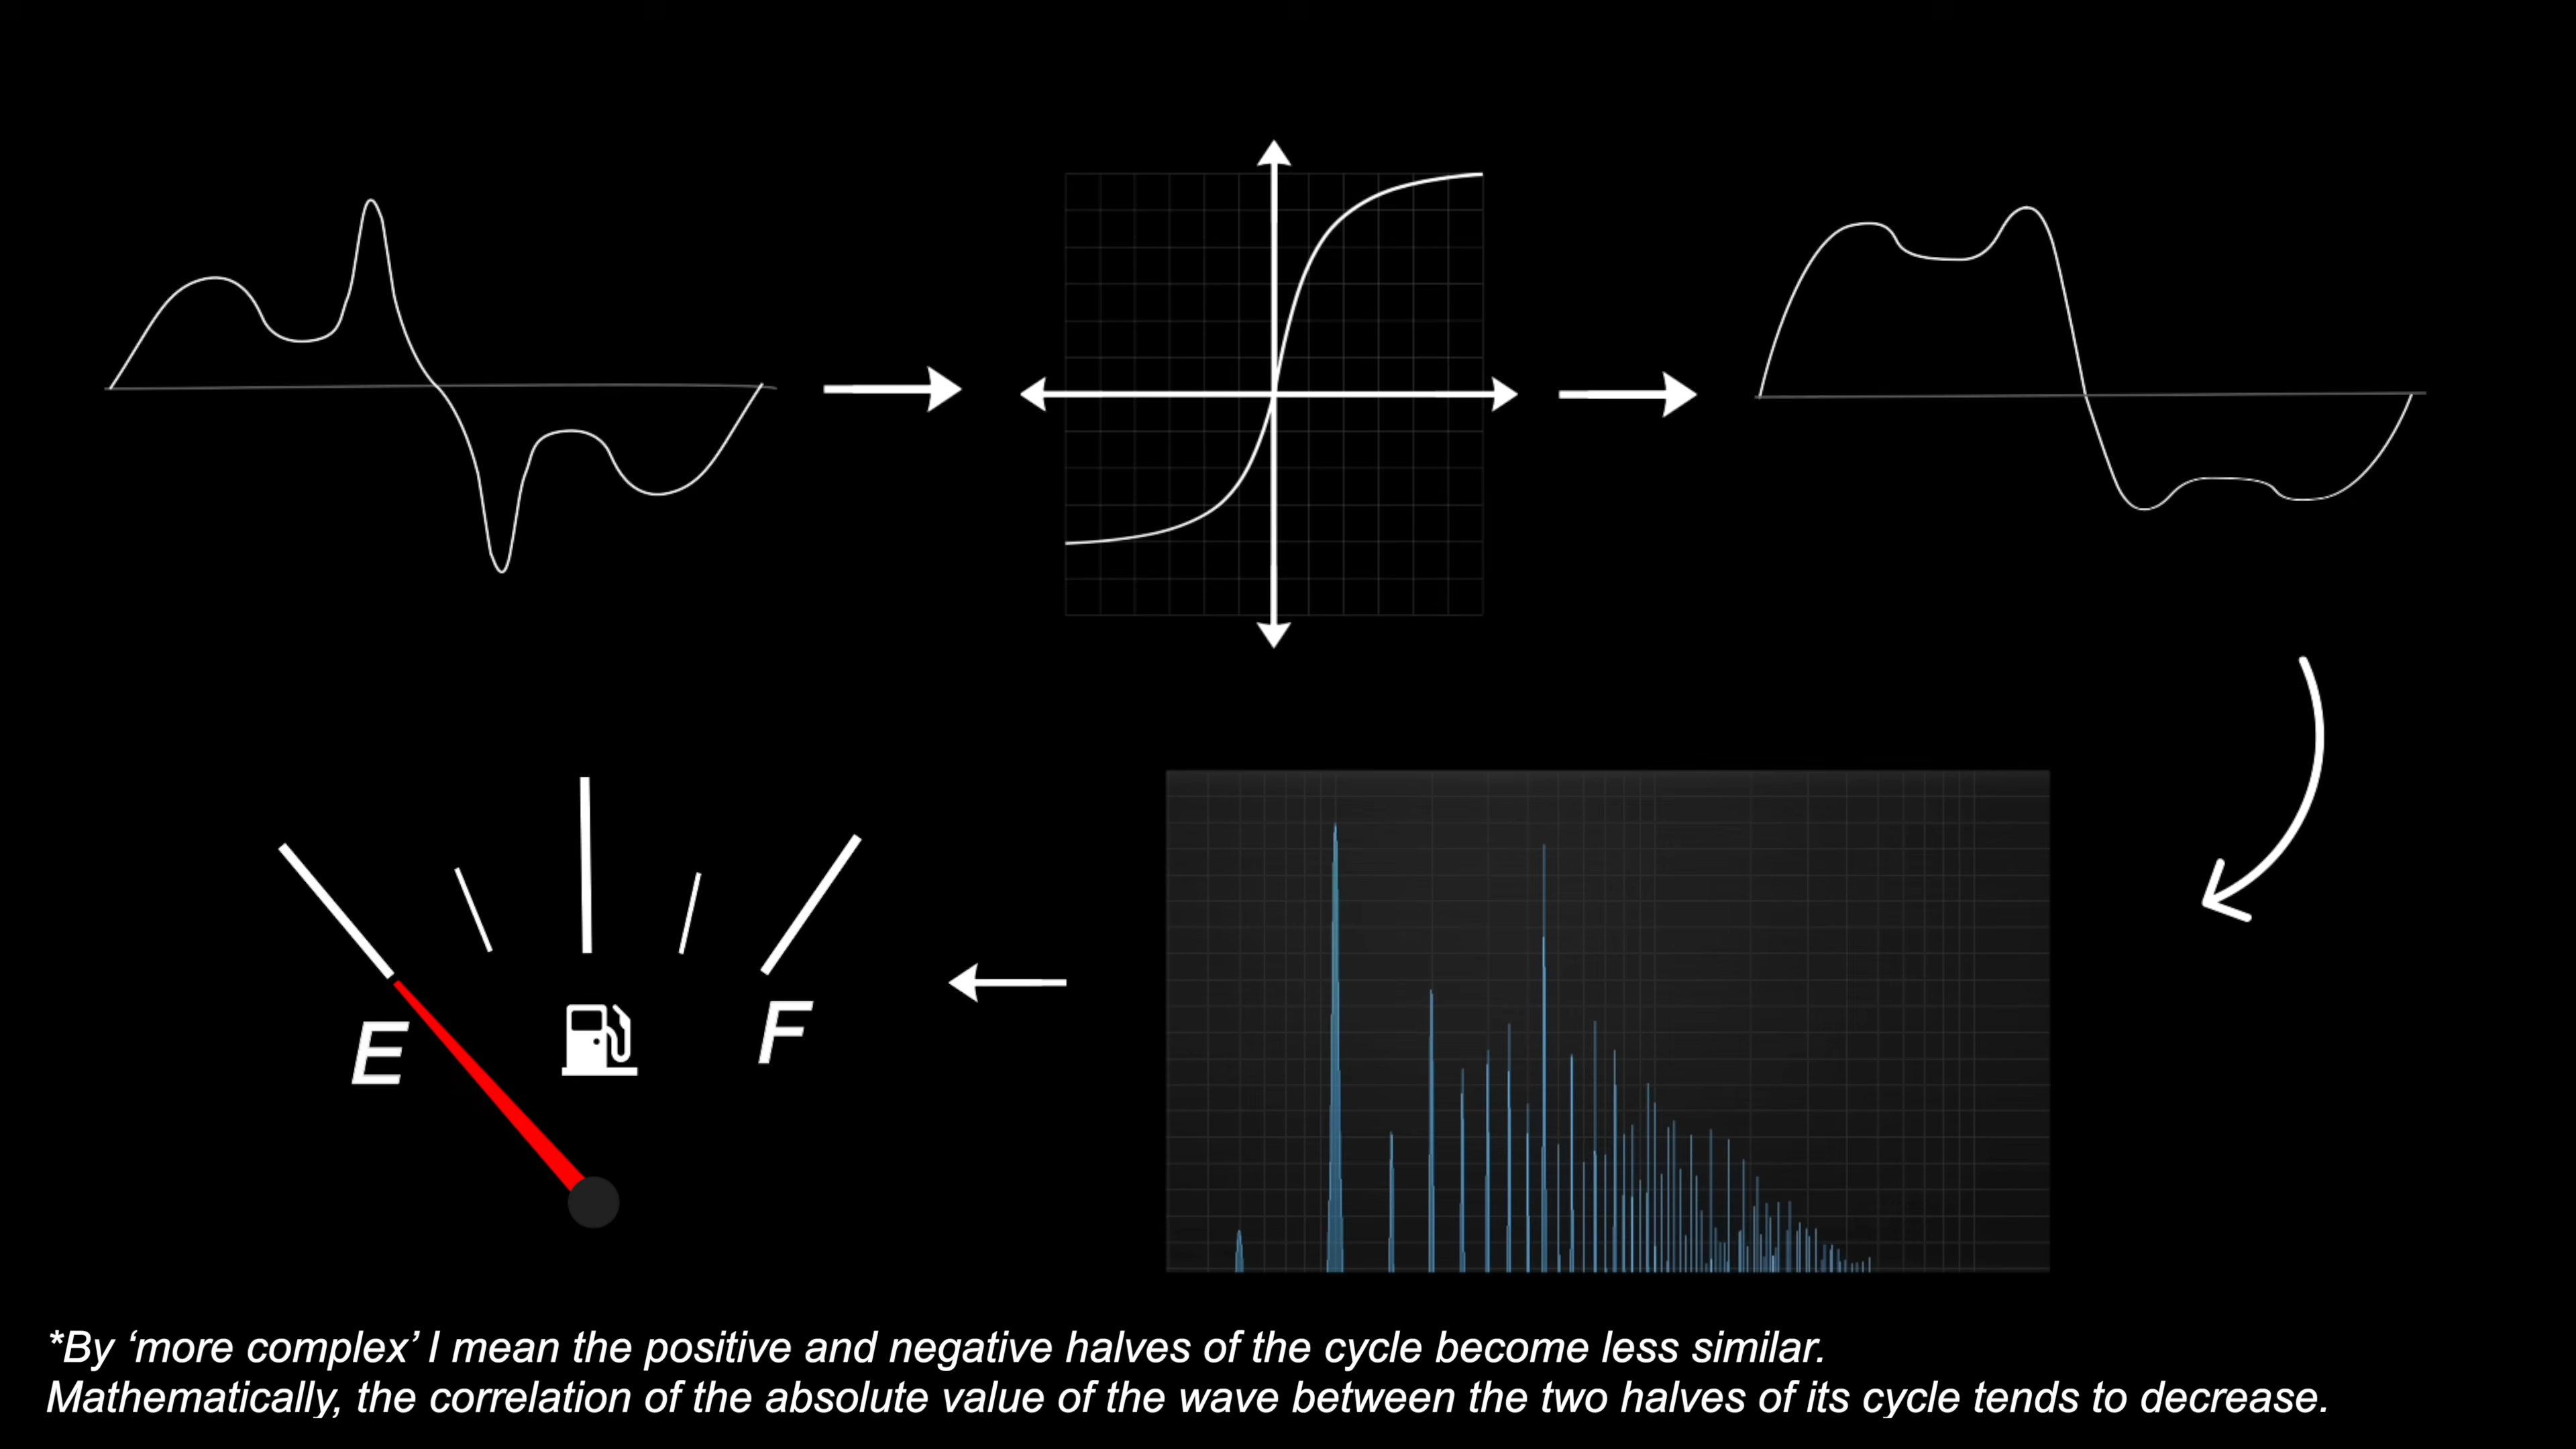 E
F
*By ‘more complex’ I mean the positive and negative halves of the cycle become less similar.
Mathematically, the correlation of the absolute value of the wave between the two halves of its cycle tends to decrease.